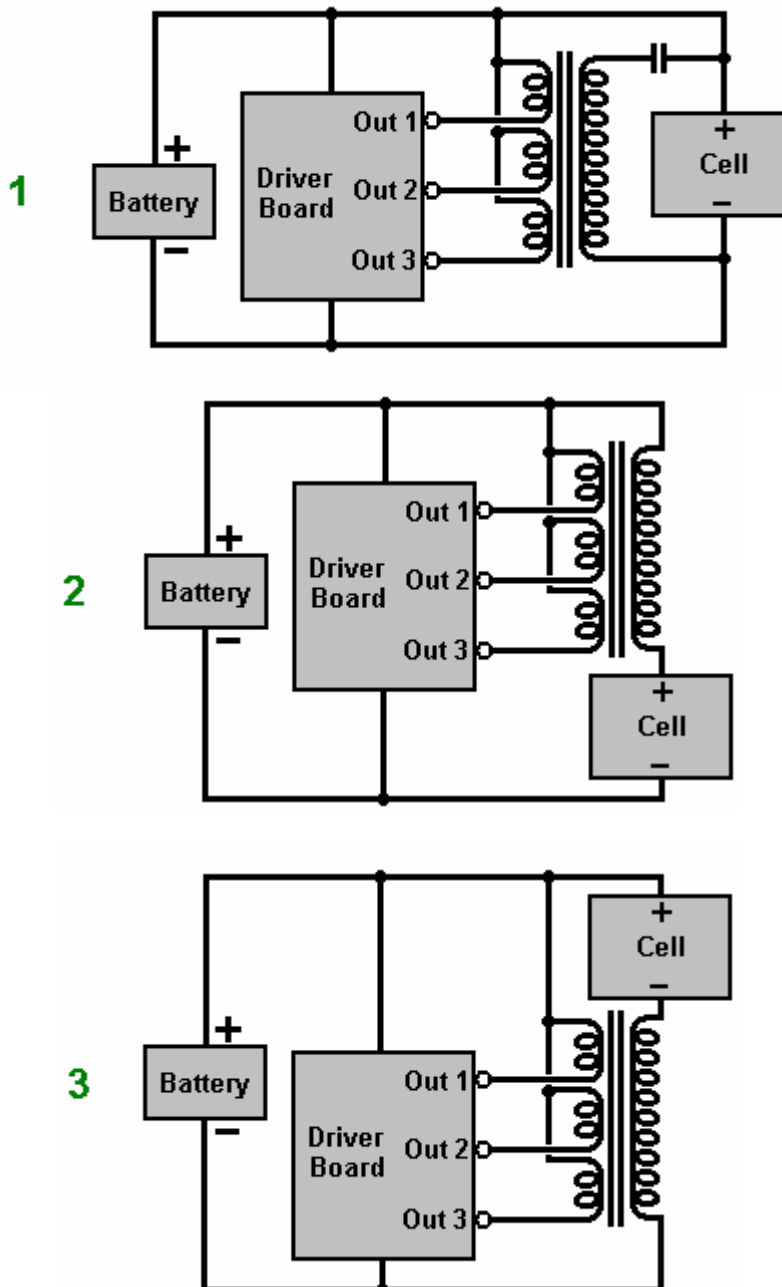 1
+
Battery
−
Driver
Board
Out 1
Out 2
Out 3
+
Cell
−
2
+
Battery
−
Driver
Board
Out 1
Out 2
Out 3
+
Cell
−
3
+
Battery
−
Driver
Board
Out 1
Out 2
Out 3
+
Cell
−